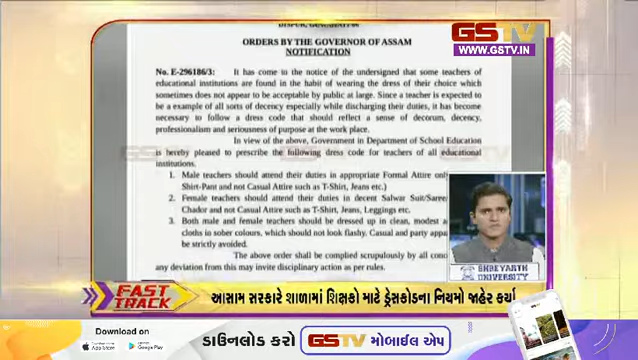 DISPUR, GUWAHATI-06
GSTV
WWW.GSTV.IN
ORDERS BY THE GOVERNOR OF ASSAM
NOTIFICATION
No. E-296186/3: It has come to the notice of the undersigned that some teachers of
educational institutions are found in the habit of wearing the dress of their choice which
sometimes does not appear to be acceptable by public at large. Since a teacher is expected to
be a example of all sorts of decency especially while discharging their duties, it has become
necessary to follow a dress code that should reflect a sense of decorum, decency,
professionalism and seriousness of purpose at the work place.
In view of the above, Government in Department of School Education
is hereby pleased to prescribe the following dress code for teachers of all educational
institutions.
1. Male teachers should attend their duties in appropriate Formal Attire only
Shirt-Pant and not Casual Attire such as T-Shirt, Jeans etc.)
2. Female teachers should attend their duties in decent Salwar Suit/Saree
Chador and not Casual Attire such as T-Shirt, Jeans, Leggings etc.
3. Both male and female teachers should be dressed up in clean, modest a
cloths in sober colours, which should not look flashy. Casual and party appa
be strictly avoided.
The above order shall be complied scrupulously by all conc
any deviation from this may invite disciplinary action as per rules.
SHREYARTH
UNIVERSITY
FAST
TRACK
આસામ સરકારે શાળામાં શિક્ષકો માટે ડ્રેસકોડના નિયમો જાહેર કર્યા
Download on
App Store
Google Play
ડાઉનલોડ કરો GSTV મોબાઈલ એપ